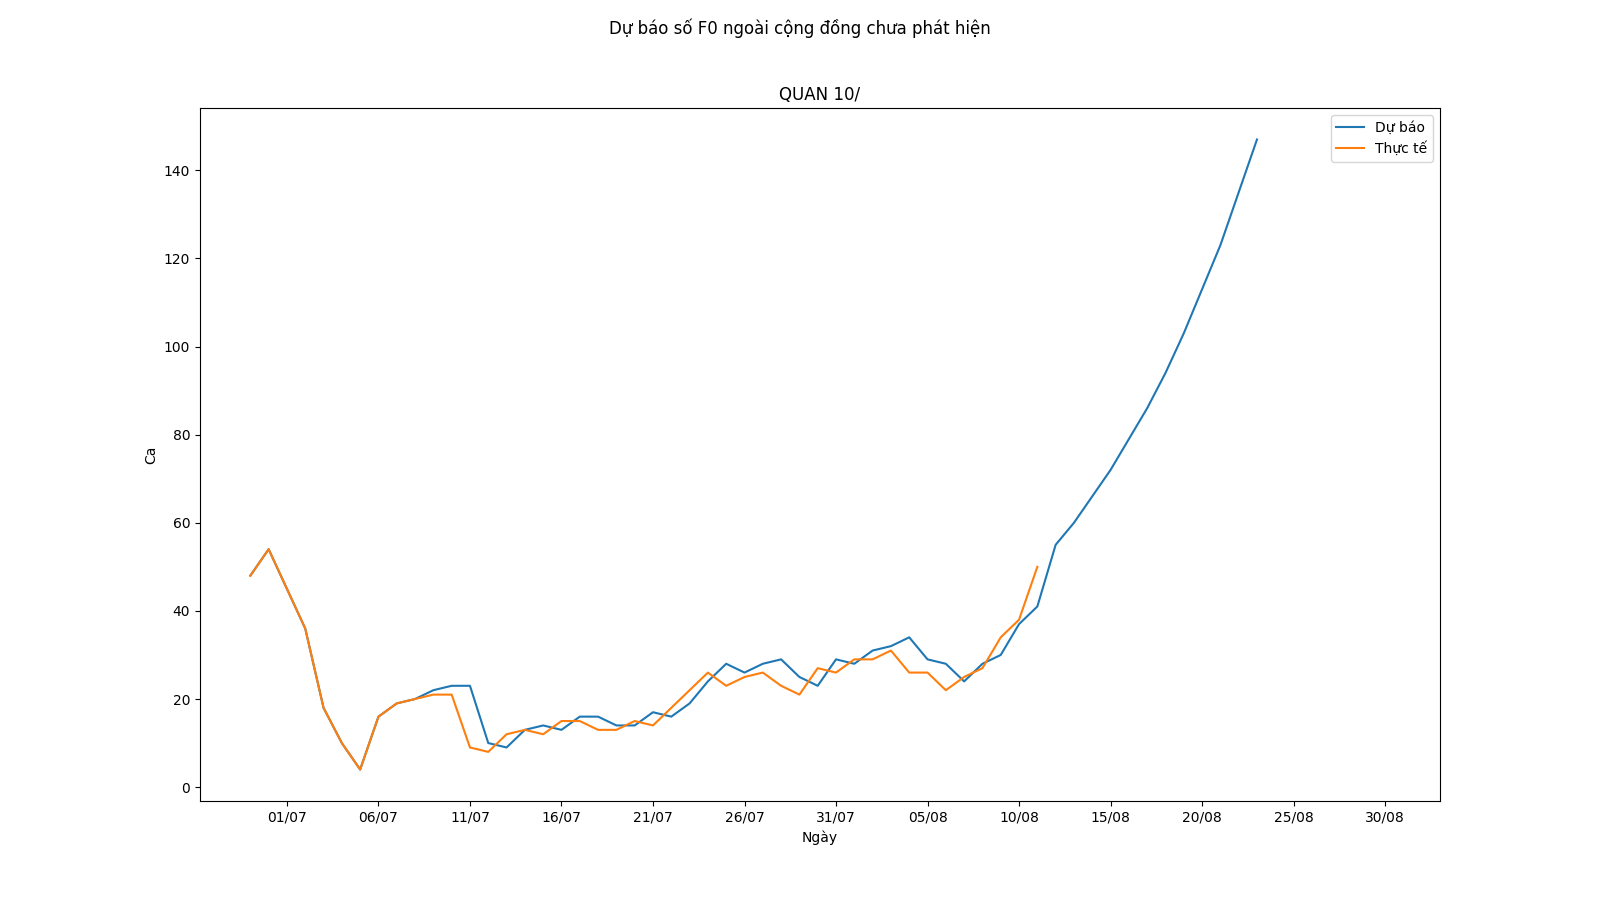 Dự báo số F0 ngoài cộng đồng chưa phát hiện
QUAN 10/
Dự báo
Thực tế
140
120
100
80
60
40
20
0
Ca
01/07 06/07 11/07 16/07 21/07 26/07 31/07 05/08 10/08 15/08 20/08 25/08 30/08
Ngày